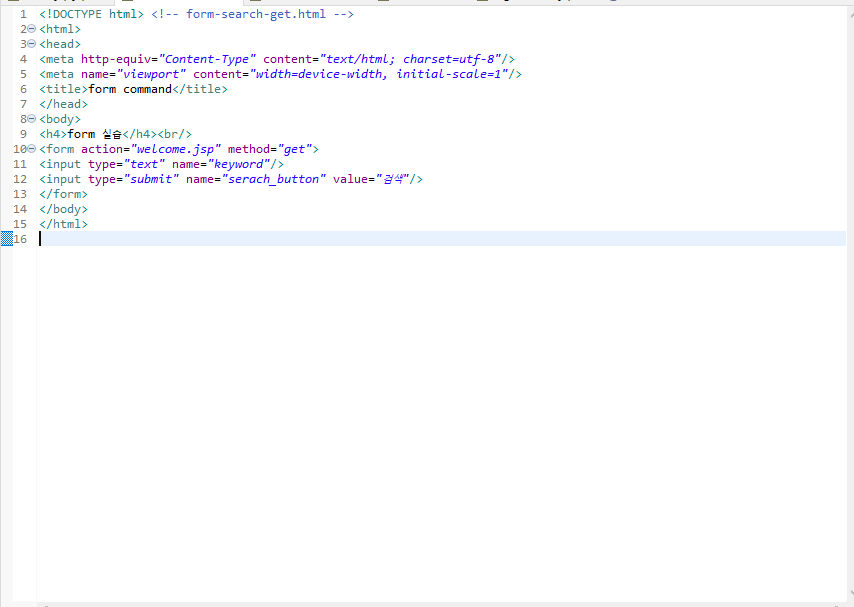 1 <!DOCTYPE html> <!-- form-search-get.html -->
2 <html>
3 <head>
4 <meta http-equiv="Content-Type" content="text/html; charset=utf-8"/>
5 <meta name="viewport" content="width=device-width, initial-scale=1"/>
6 <title>form command</title>
7 </head>
8 <body>
9 <h4>form 실습</h4><br/>
10 <form action="welcome.jsp" method="get">
11 <input type="text" name="keyword"/>
12 <input type="submit" name="serach_button" value="검색"/>
13 </form>
14 </body>
15 </html>
16